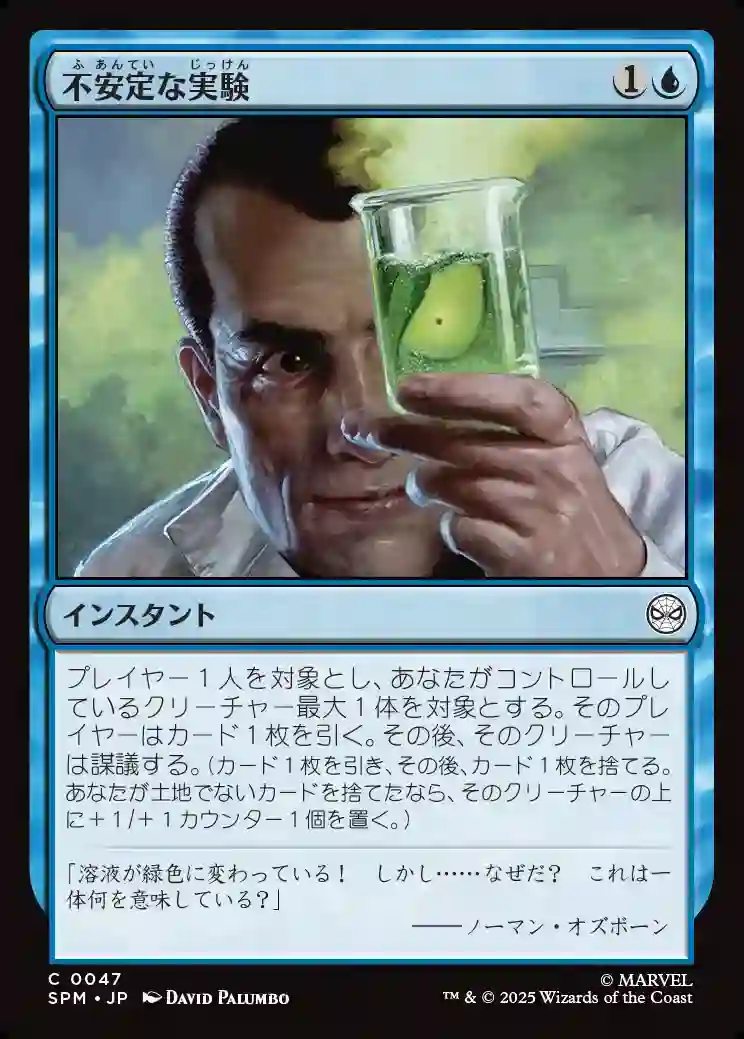 ふあんてい じっけん
不安定な実験
1
インスタント
プレイヤー1人を対象とし、あなたがコントロールし
ているクリーチャー最大1体を対象とする。そのプレ
イヤーはカード1枚を引く。その後、そのクリーチャー
は謀議する。(カード1枚を引き、その後、カード1枚を捨てる。
あなたが土地でないカードを捨てたなら、そのクリーチャーの上
に+1/+1カウンター1個を置く。)
「溶液が緑色に変わっている! しかし……なぜだ? これは一
体何を意味している?」
――ノーマン・オズボーン
C 0047
© MARVEL
SPM • JP DAVID PALUMBO
™ & © 2025 Wizards of the Coast